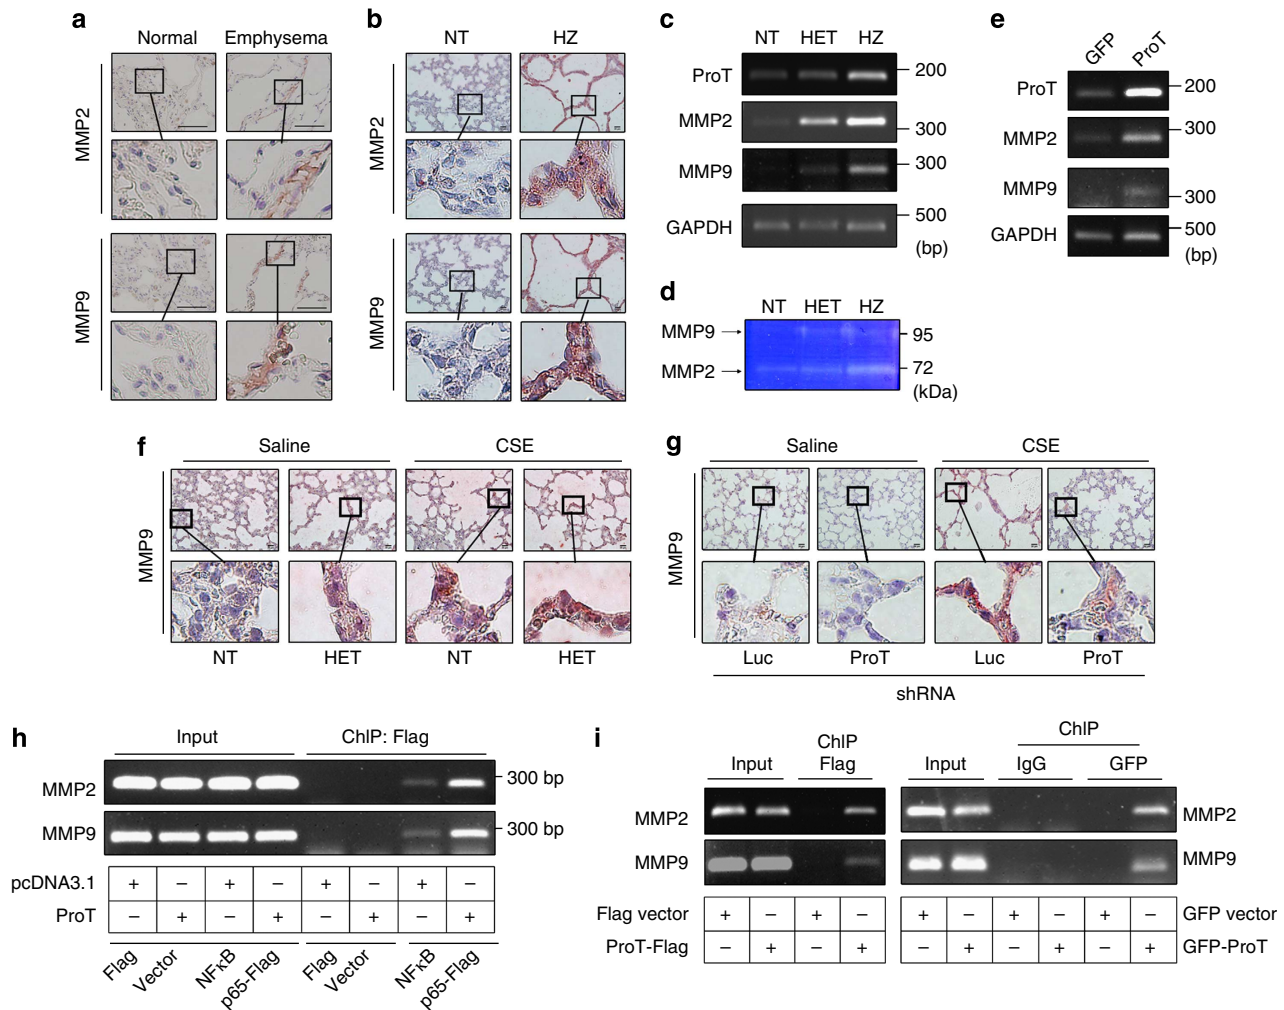 a
Normal Emphysema
MMP2
MMP9
b
NT HZ
MMP2
MMP9
c
NT HET HZ
ProT 200
MMP2 300
MMP9 300
GAPDH 500
(bp)
d
NT HET HZ
MMP9 95
MMP2 72
(kDa)
e
GFP ProT
ProT 200
MMP2 300
MMP9 300
GAPDH 500
(bp)
f
Saline CSE
MMP9
NT HET NT HET
g
Saline CSE
MMP9
Luc ProT Luc ProT
shRNA
h
Input ChIP: Flag
MMP2 300 bp
MMP9 300 bp
pcDNA3.1 + − + − + − + −
ProT − + − + − + − +
Flag Vector NFκB p65-Flag Flag Vector NFκB p65-Flag
i
ChIP
Input Flag
MMP2
MMP9
Flag vector + − + −
ProT-Flag − + − +
ChIP
Input IgG GFP
MMP2
MMP9
+ − + − + − GFP vector
− + − + − + GFP-ProT